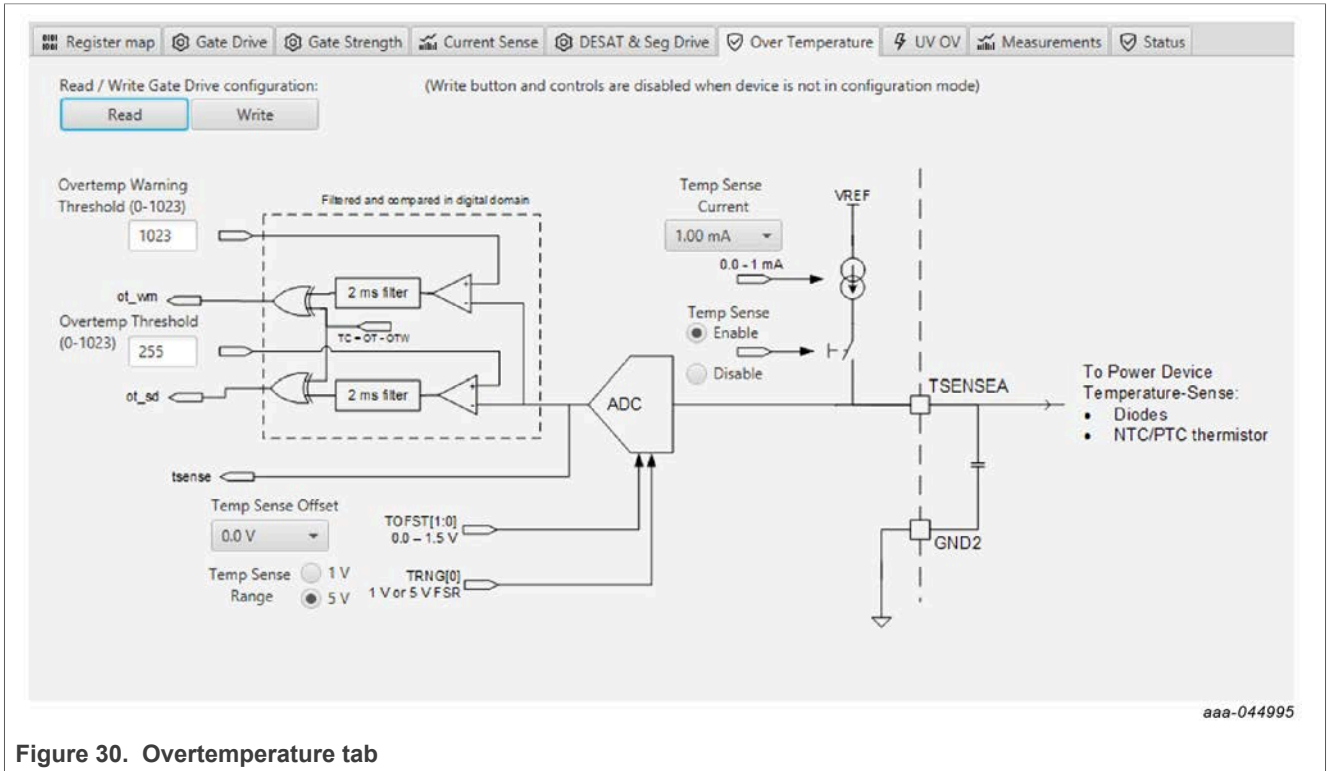 Register map Gate Drive Gate Strength Current Sense DESAT & Seg Drive Over Temperature UV OV Measurements Status
Read / Write Gate Drive configuration: (Write button and controls are disabled when device is not in configuration mode)
Read Write
Overtemp Warning
Threshold (0-1023)
1023
Filtered and compared in digital domain
2 ms filter
ot_wrn
TC = OT - OTW
Overtemp Threshold
(0-1023)
255
2 ms filter
ot_sd
tsense
Temp Sense
Current
1.00 mA
0.0 - 1 mA
VREF
Temp Sense
Enable
Disable
ADC
TSENSEA
To Power Device
Temperature-Sense:
• Diodes
• NTC/PTC thermistor
Temp Sense Offset
0.0 V
TOFST[1:0]
0.0 – 1.5 V
Temp Sense
Range
1 V
5 V
TRNG[0]
1 V or 5 V FSR
GND2
aaa-044995
Figure 30. Overtemperature tab